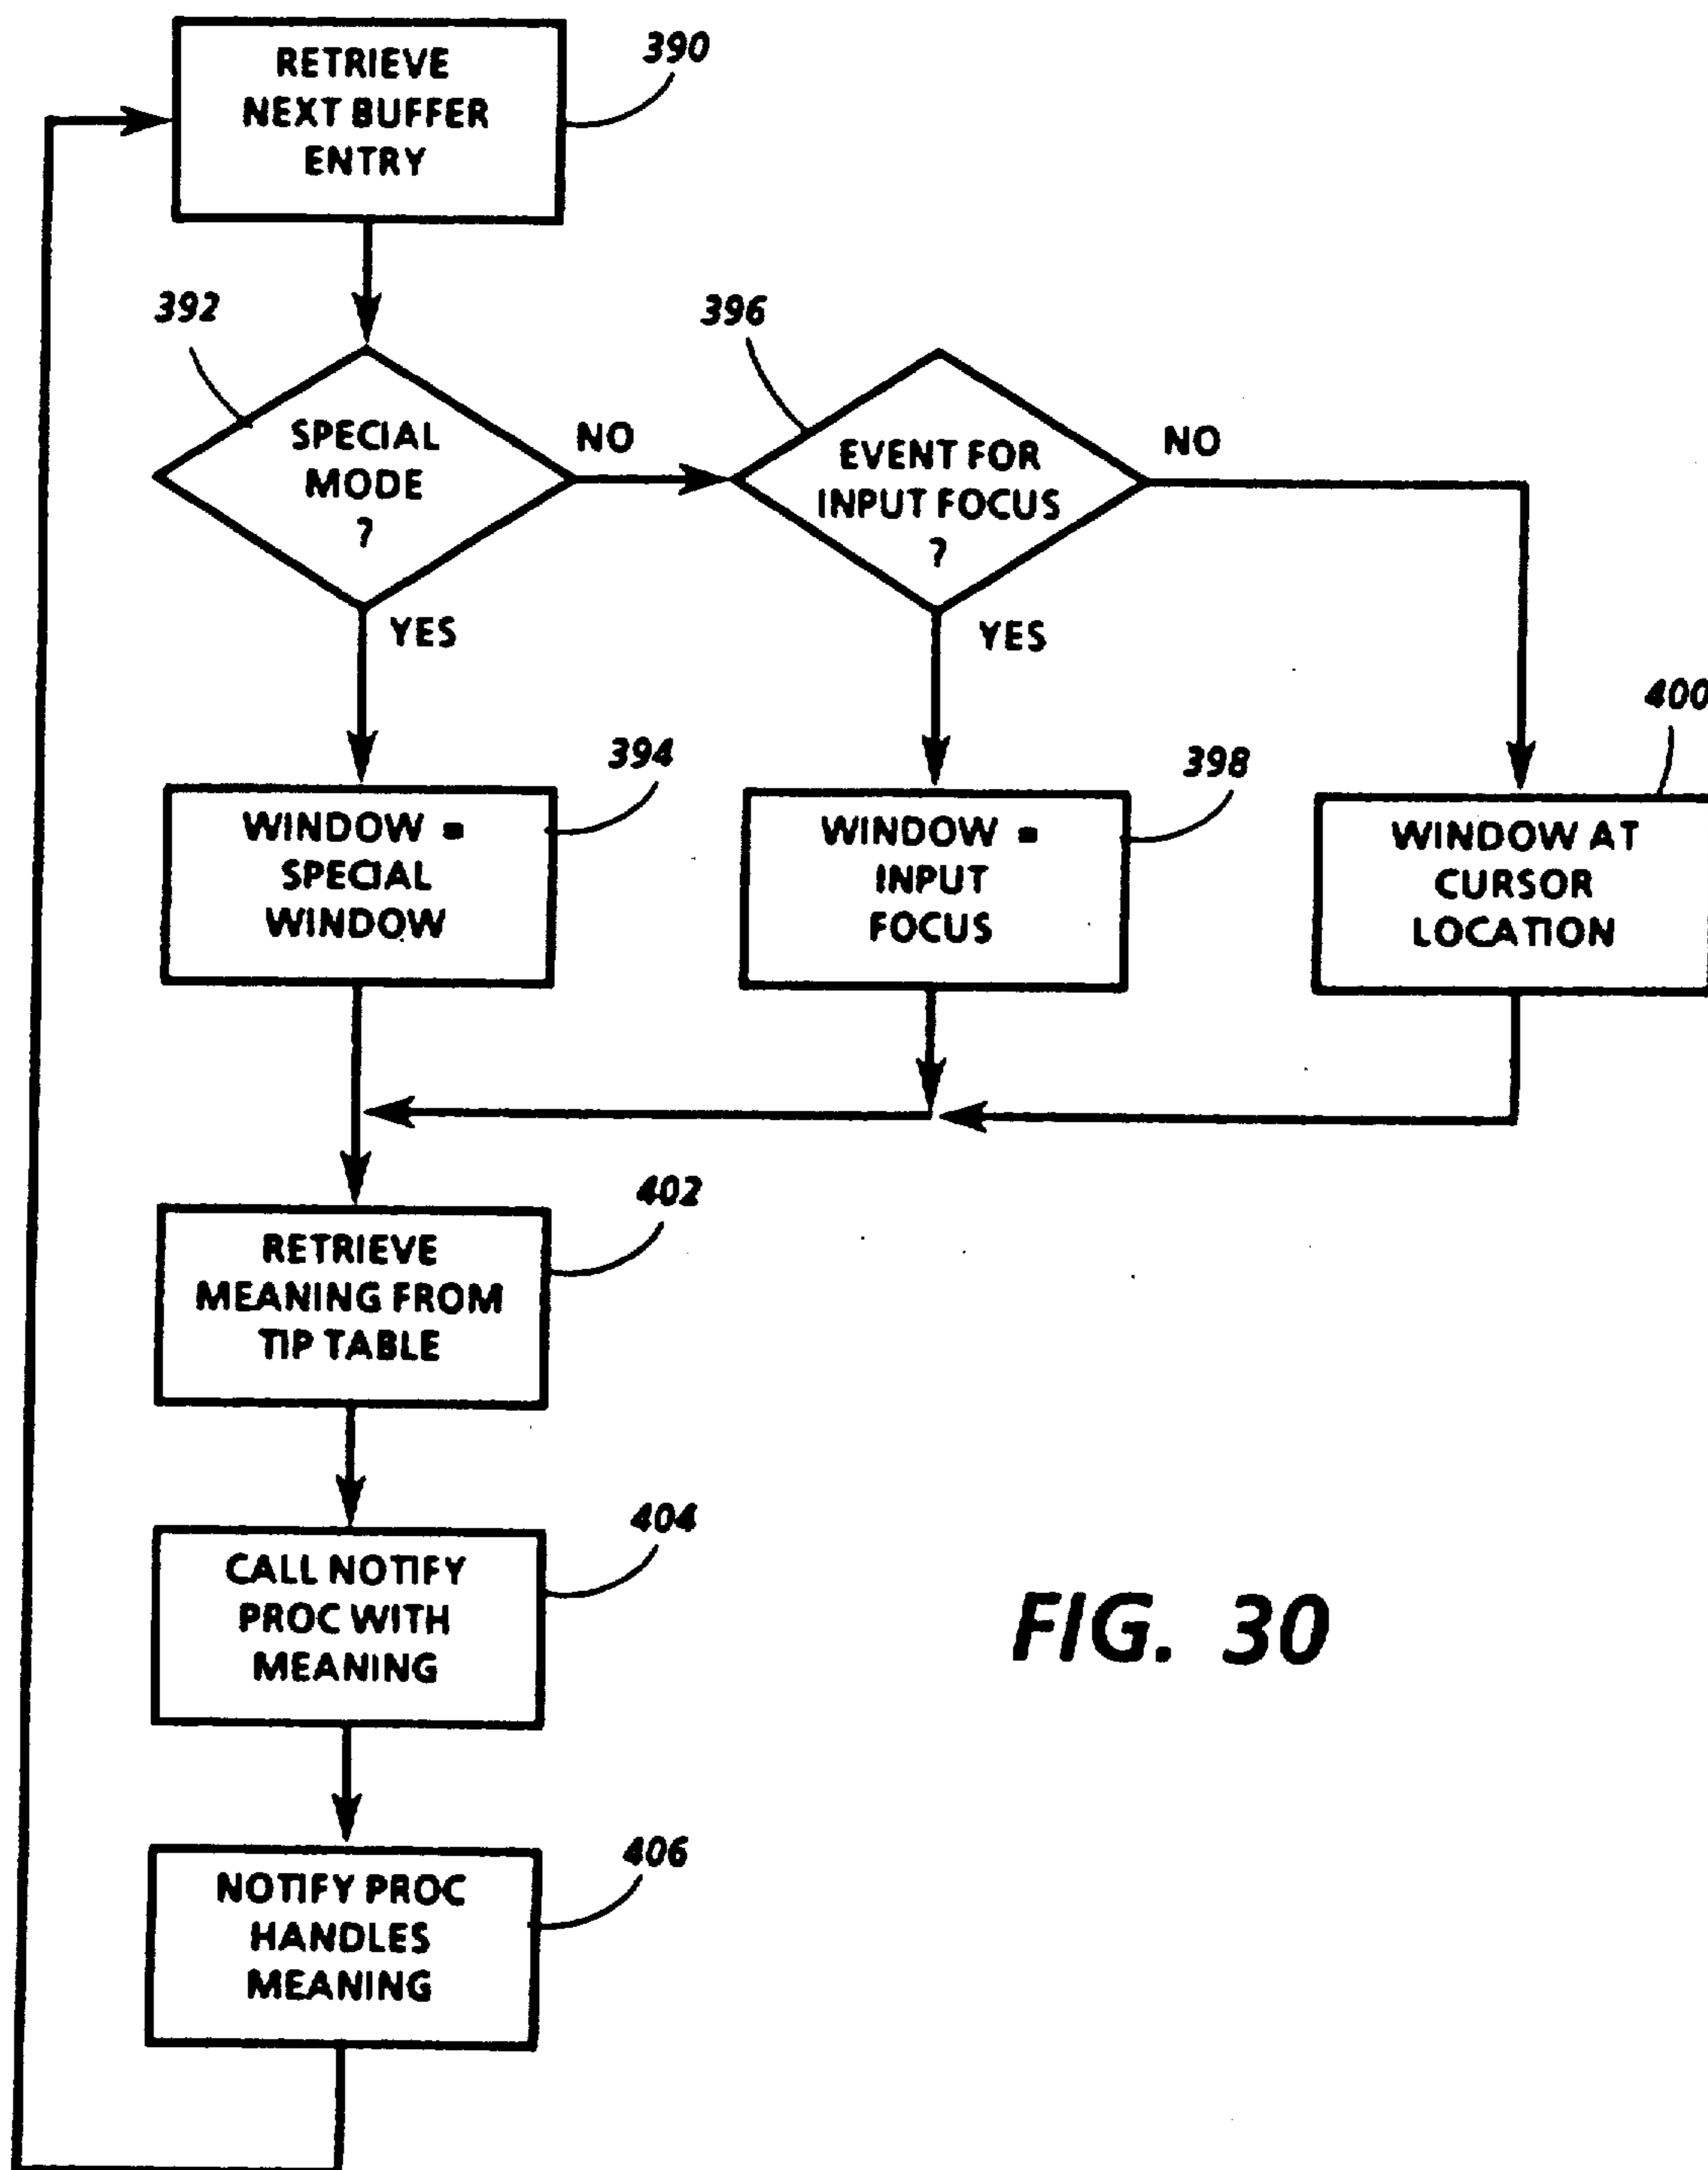 RETRIEVE
NEXT BUFFER
ENTRY
390
392
SPECIAL
MODE
?
NO
YES
396
EVENT FOR
INPUT FOCUS
?
NO
YES
394
WINDOW =
SPECIAL
WINDOW
398
WINDOW =
INPUT
FOCUS
400
WINDOW AT
CURSOR
LOCATION
402
RETRIEVE
MEANING FROM
TIP TABLE
404
CALL NOTIFY
PROC WITH
MEANING
406
NOTIFY PROC
HANDLES
MEANING
FIG. 30